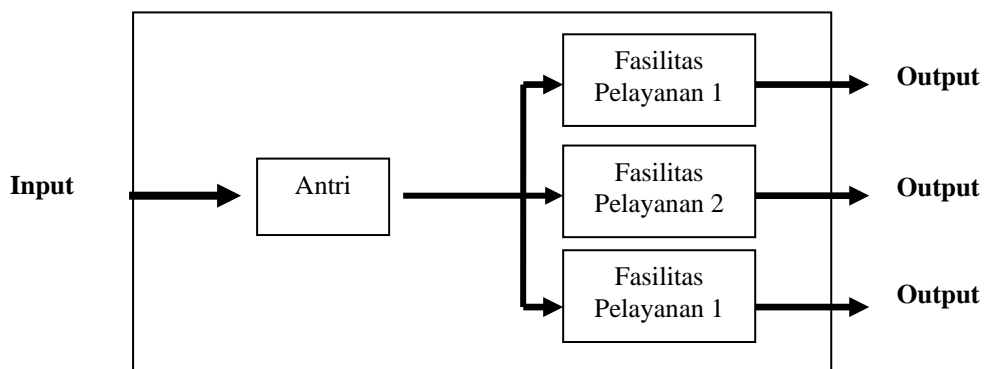 Fasilitas
Pelayanan 1
Output
Input
Antri
Fasilitas
Pelayanan 2
Output
Fasilitas
Pelayanan 1
Output